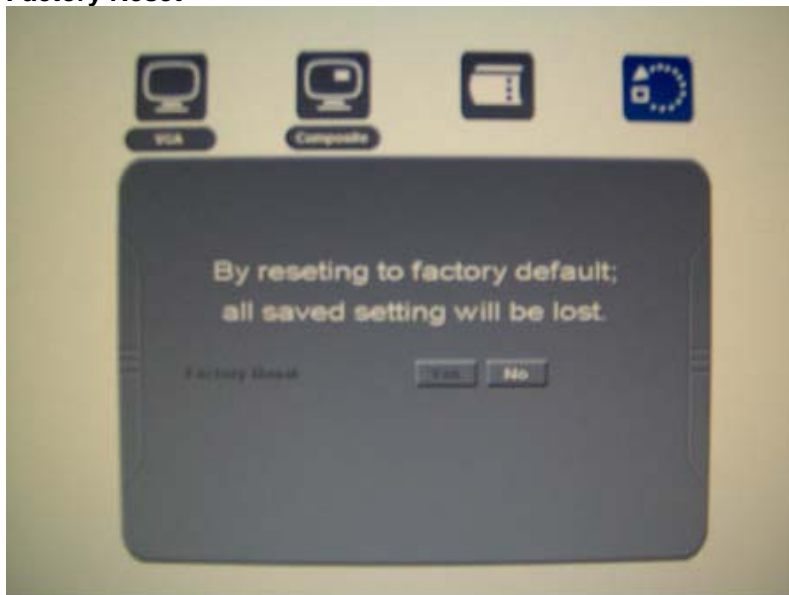 Factory Reset
VGA
Composite
By reseting to factory default;
all saved setting will be lost.
Factory Reset
Yes No